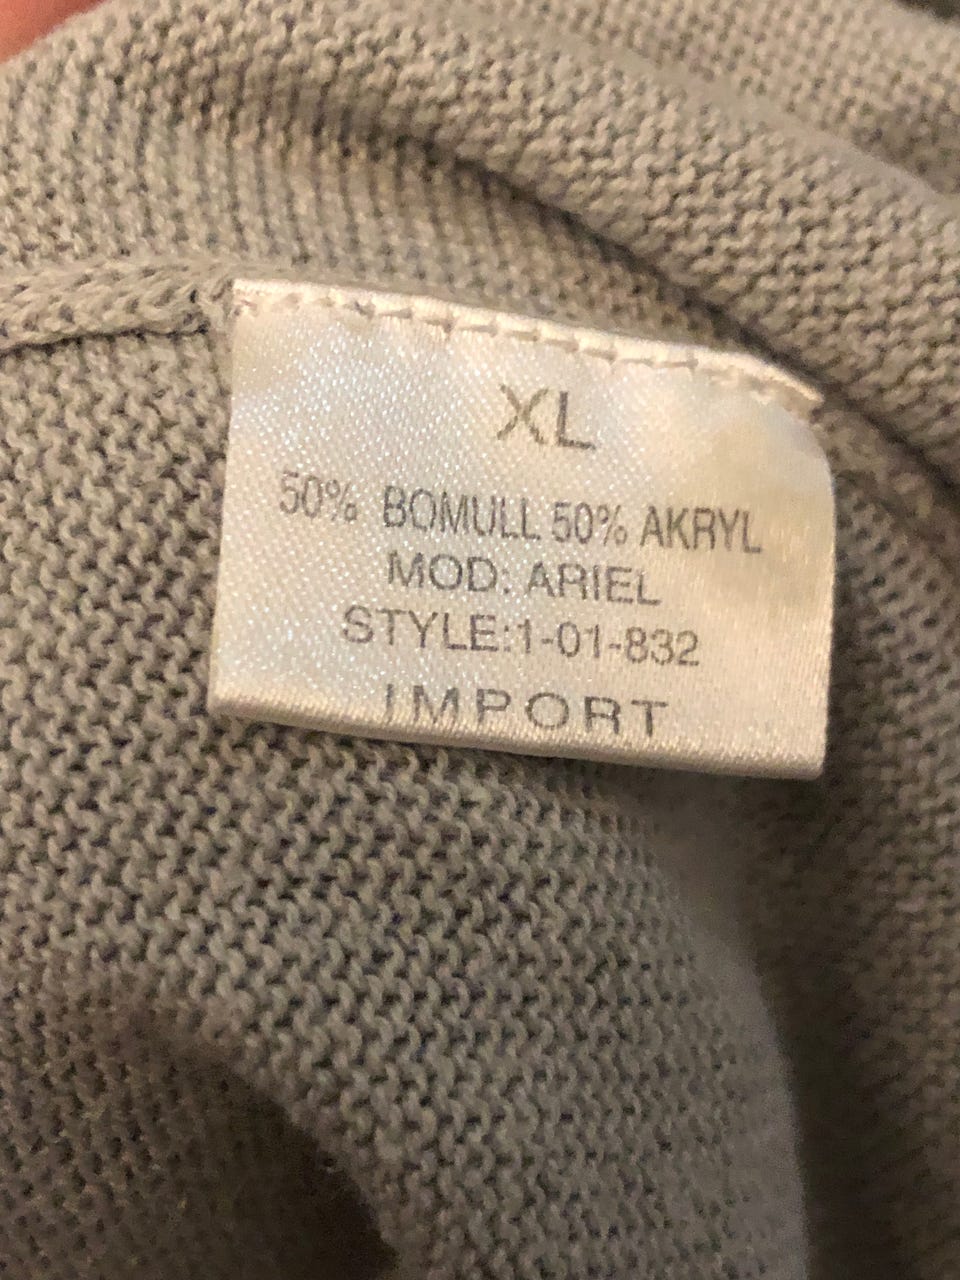 XL
50% BOMULL 50% AKRYL
MOD: ARIEL
STYLE:1-01-832
IMPORT